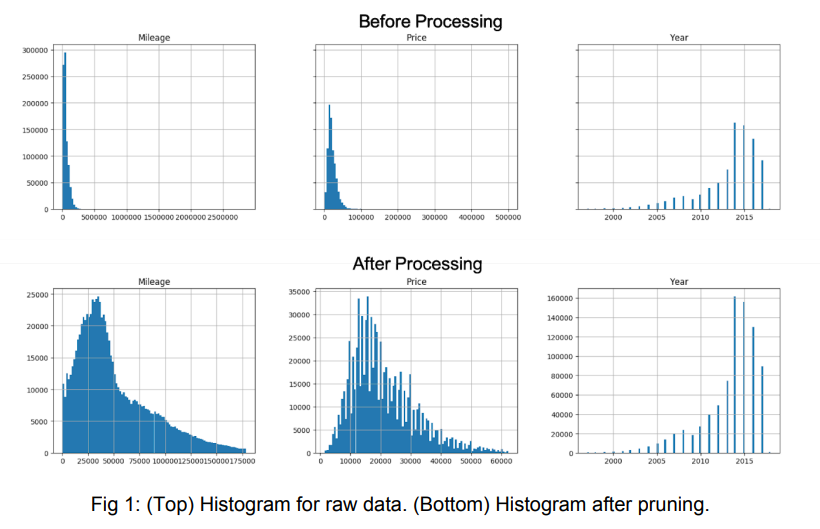 Before Processing
Mileage Price Year
300000
250000
200000
150000
100000
50000
0
0 500000 1000000 1500000 2000000 2500000
0 100000 200000 300000 400000 500000
2000 2005 2010 2015
After Processing
Mileage Price Year
25000
20000
15000
10000
5000
0
0 25000 50000 75000 100000 125000 150000 175000
35000
30000
25000
20000
15000
10000
5000
0
0 10000 20000 30000 40000 50000 60000
160000
140000
120000
100000
80000
60000
40000
20000
0
2000 2005 2010 2015
Fig 1: (Top) Histogram for raw data. (Bottom) Histogram after pruning.